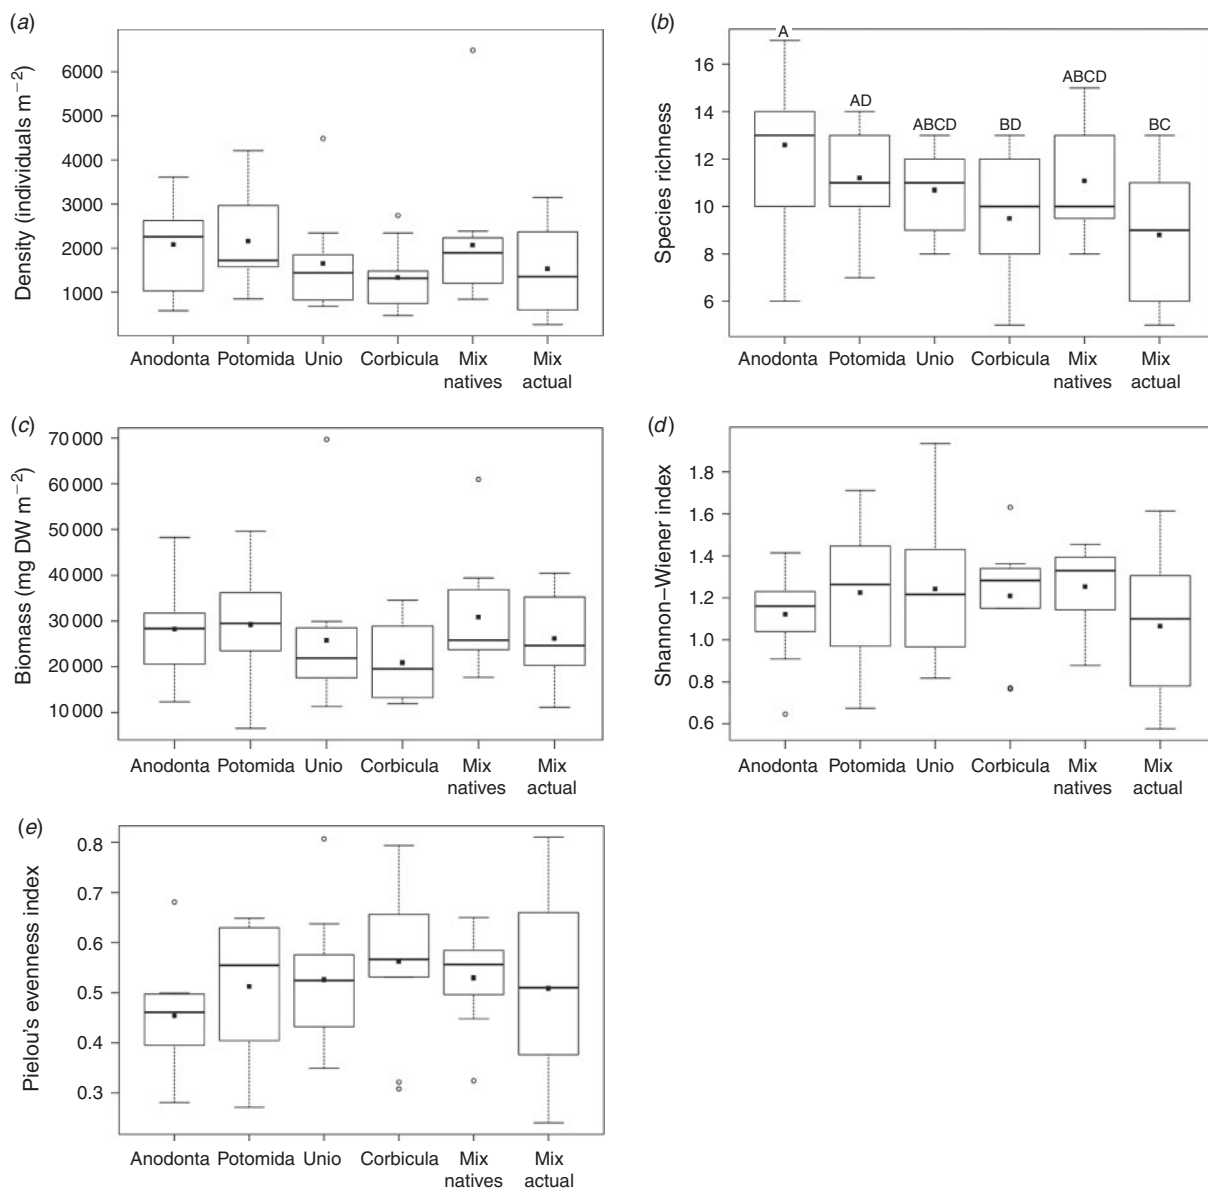 (a)
Density (individuals m−2)
6000
5000
4000
3000
2000
1000
Anodonta Potomida Unio Corbicula Mix Mix
natives actual
(b)
Species richness
16
14
12
10
8
6
A
AD
ABCD
BD
ABCD
BC
Anodonta Potomida Unio Corbicula Mix Mix
natives actual
(c)
Biomass (mg DW m−2)
70 000
60 000
50 000
40 000
30 000
20 000
10 000
Anodonta Potomida Unio Corbicula Mix Mix
natives actual
(d)
Shannon–Wiener index
1.8
1.6
1.4
1.2
1.0
0.8
0.6
Anodonta Potomida Unio Corbicula Mix Mix
natives actual
(e)
Pielou's evenness index
0.8
0.7
0.6
0.5
0.4
0.3
Anodonta Potomida Unio Corbicula Mix Mix
natives actual